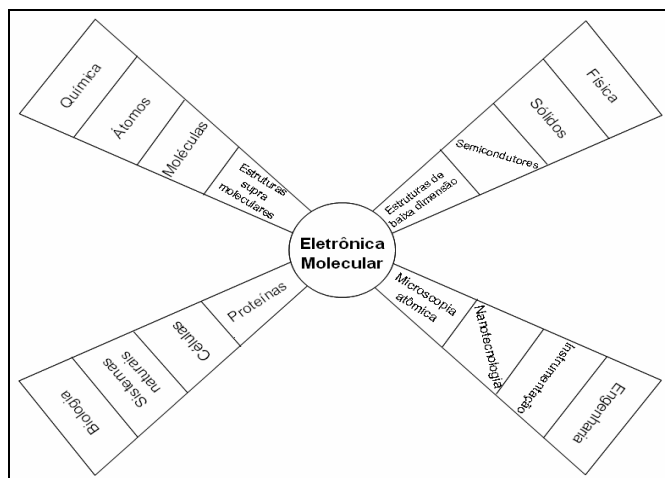 Química
Átomos
Moléculas
Estruturas
supra
moleculares
Física
Sólidos
Semicondutores
Estruturas de
baixa dimensão
Eletrônica
Molecular
Proteínas
Células
Sistemas
naturais
Biologia
Microscopia
atômica
Nanotecnologia
Instrumentação
Engenharia